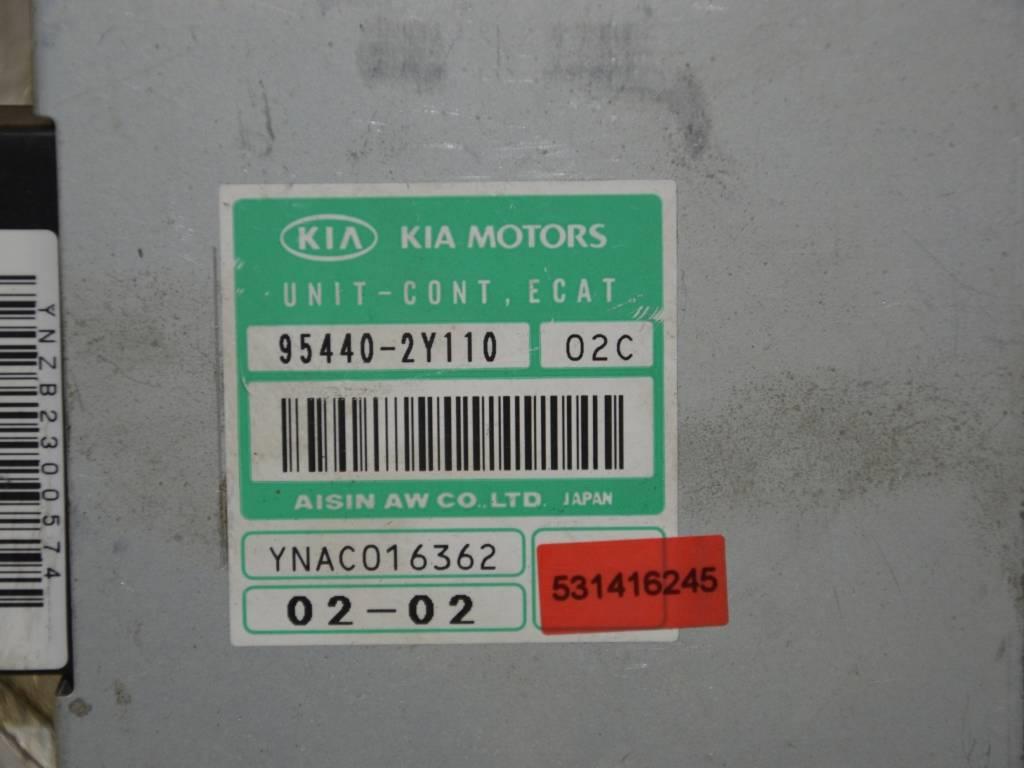 KIA KIA MOTORS
UNIT-CONT, ECAT
95440-2Y110 02C
AISIN AW CO.,LTD. JAPAN
YNAC016362
02-02
531416245
YNZB2300574